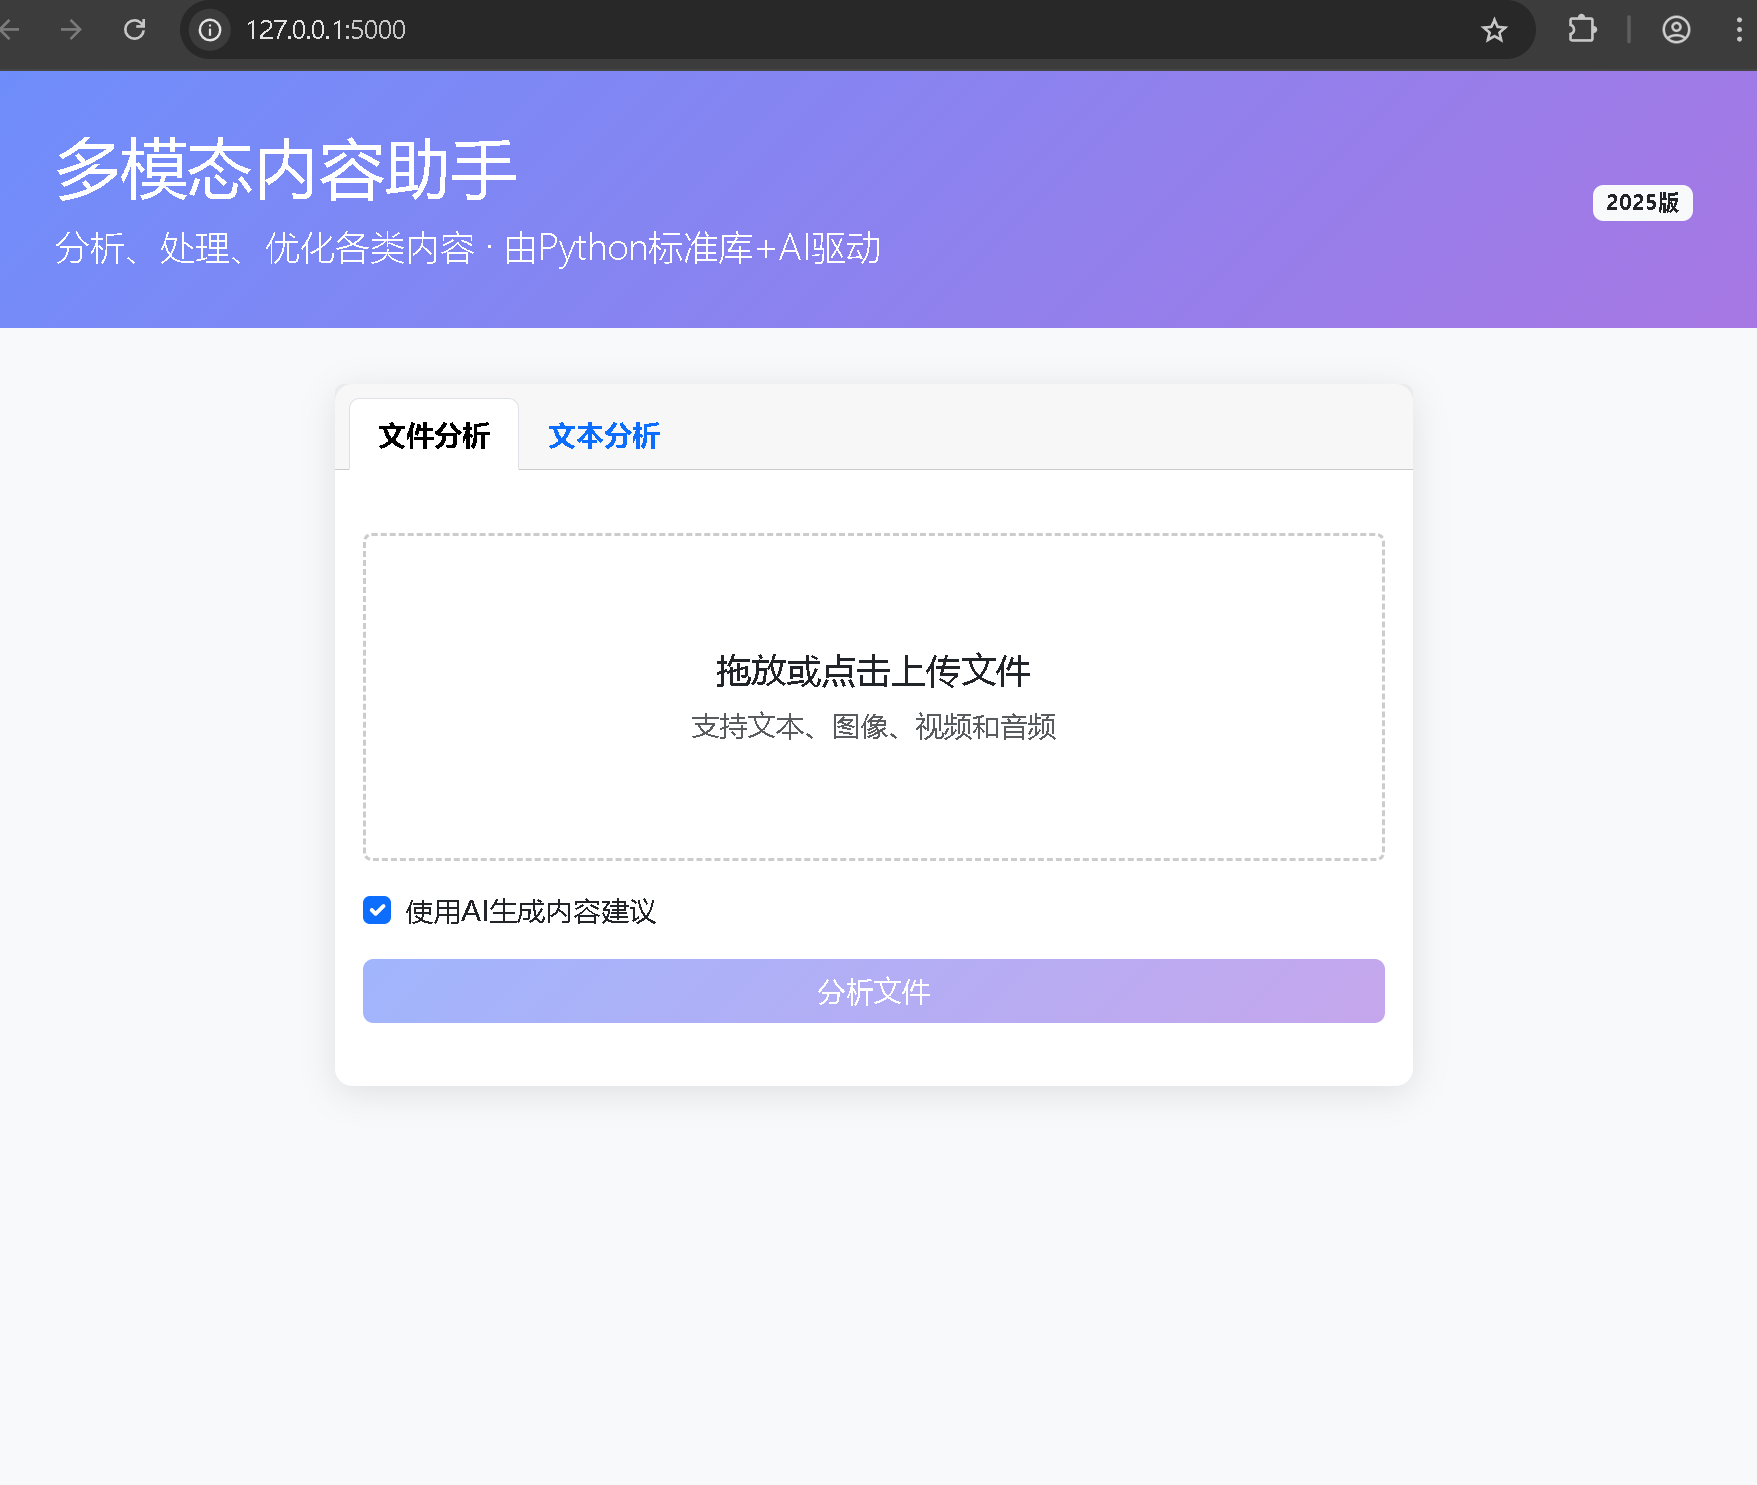 127.0.0.1:5000
多模态内容助手
分析、处理、优化各类内容 · 由Python标准库+AI驱动
2025版
文件分析
文本分析
拖放或点击上传文件
支持文本、图像、视频和音频
使用AI生成内容建议
分析文件